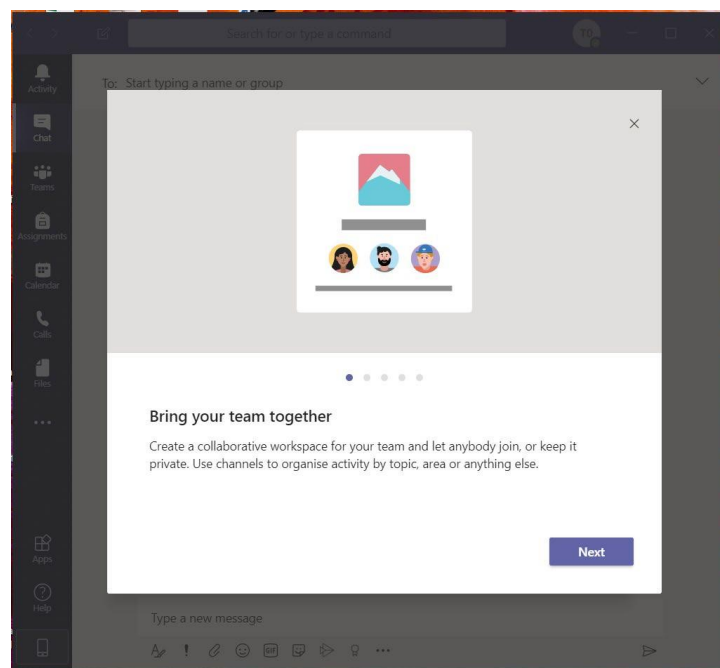 Search for or type a command
TO
Activity
To: Start typing a name or group
Chat
Teams
Assignments
Calendar
Calls
Files
Bring your team together
Create a collaborative workspace for your team and let anybody join, or keep it
private. Use channels to organise activity by topic, area or anything else.
Next
Apps
Help
Type a new message
GIF